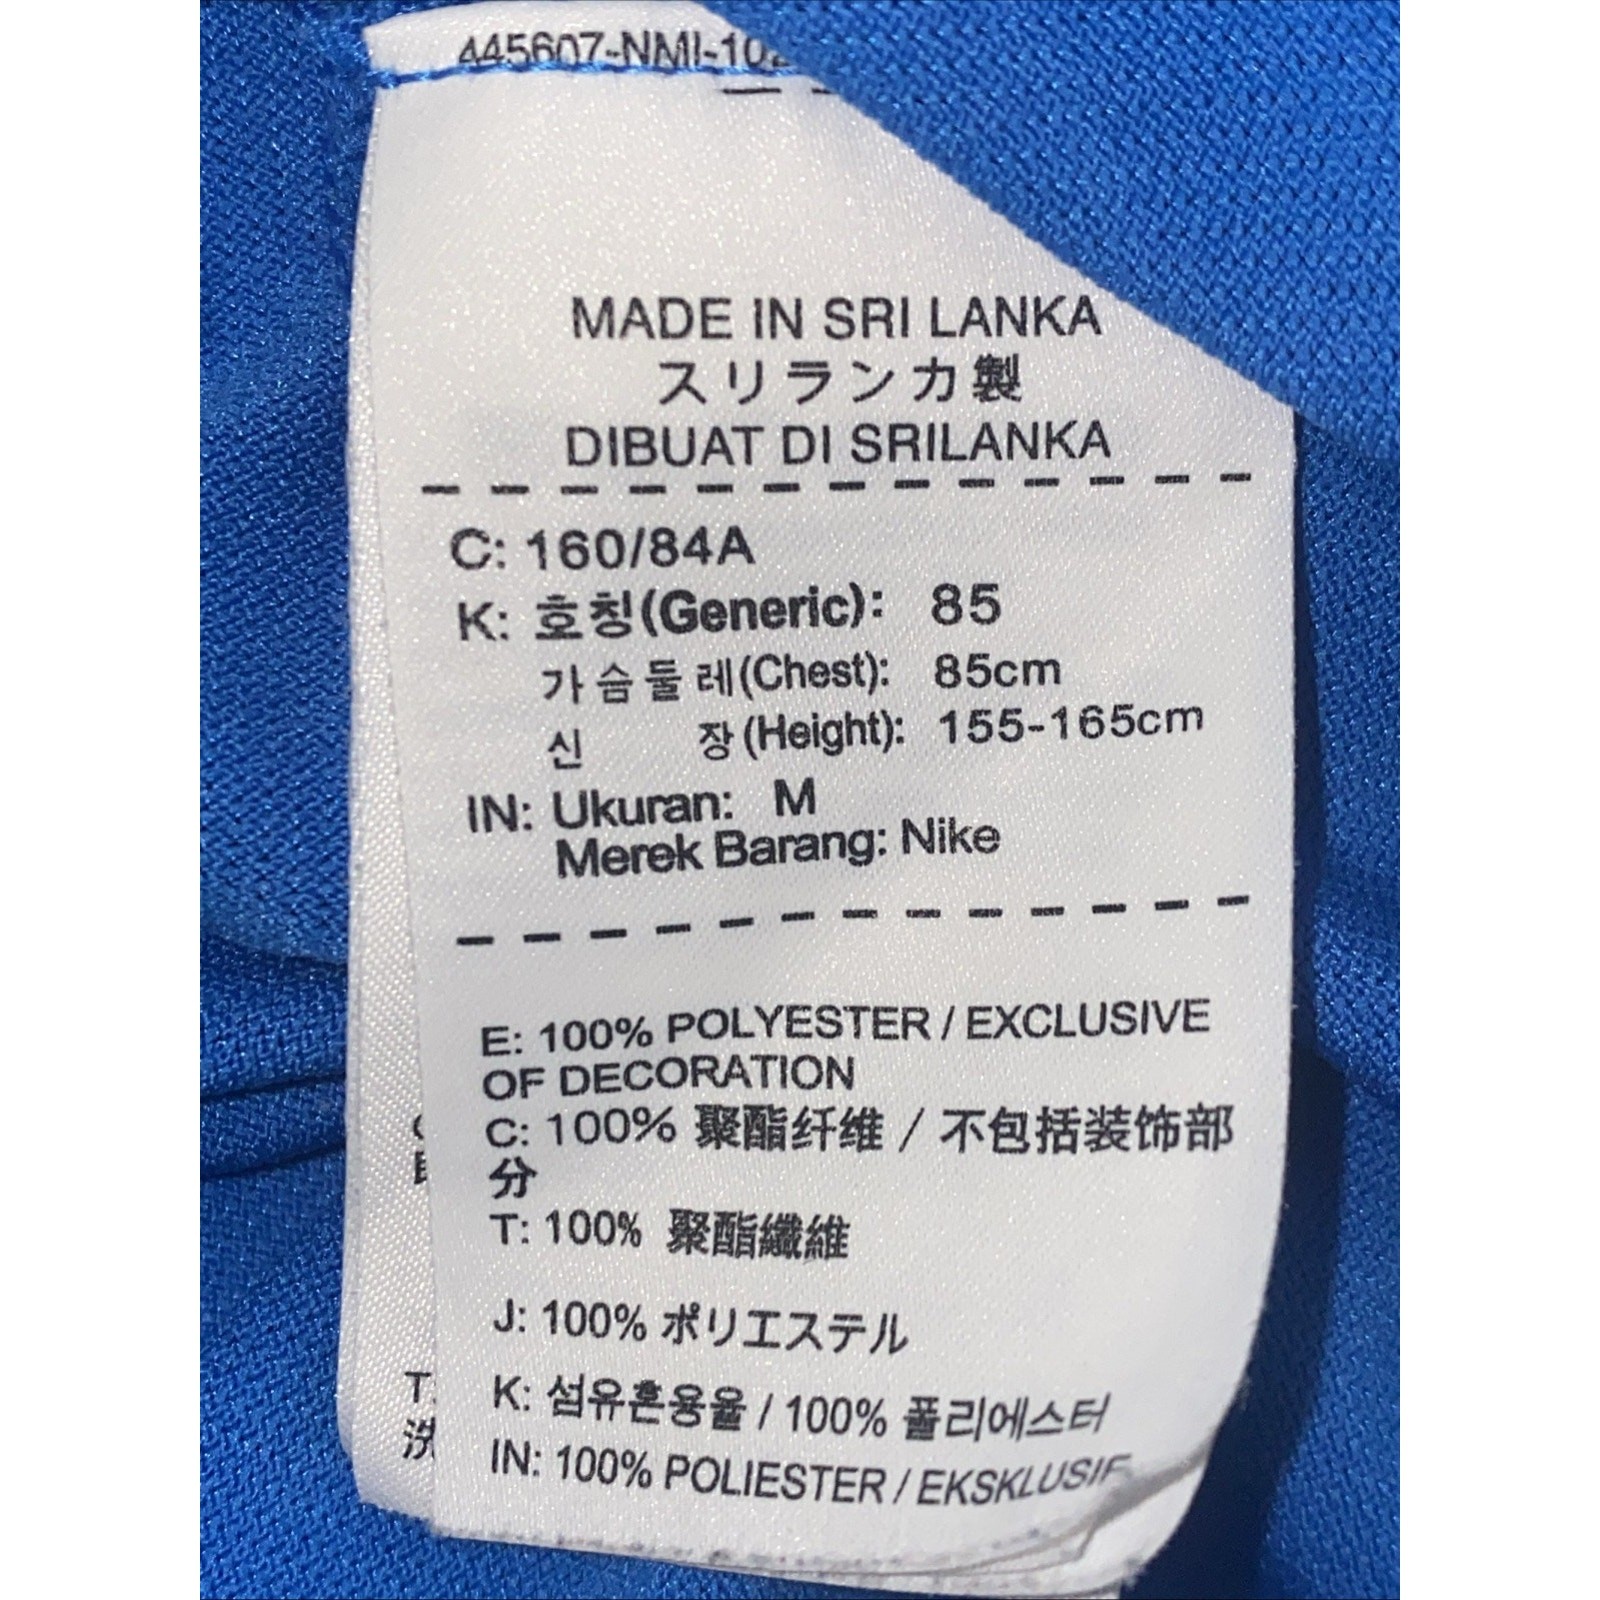 445607-NMI-102
MADE IN SRI LANKA
スリランカ製
DIBUAT DI SRILANKA
C: 160/84A
K: 호칭(Generic): 85
가슴둘레(Chest): 85cm
신 장(Height): 155-165cm
IN: Ukuran: M
Merek Barang: Nike
E: 100% POLYESTER / EXCLUSIVE
OF DECORATION
C: 100% 聚酯纤维 / 不包括装饰部
分
T: 100% 聚酯纖維
J: 100% ポリエステル
K: 섬유혼용율 / 100% 폴리에스터
IN: 100% POLIESTER / EKSKLUSIF
T:
洗